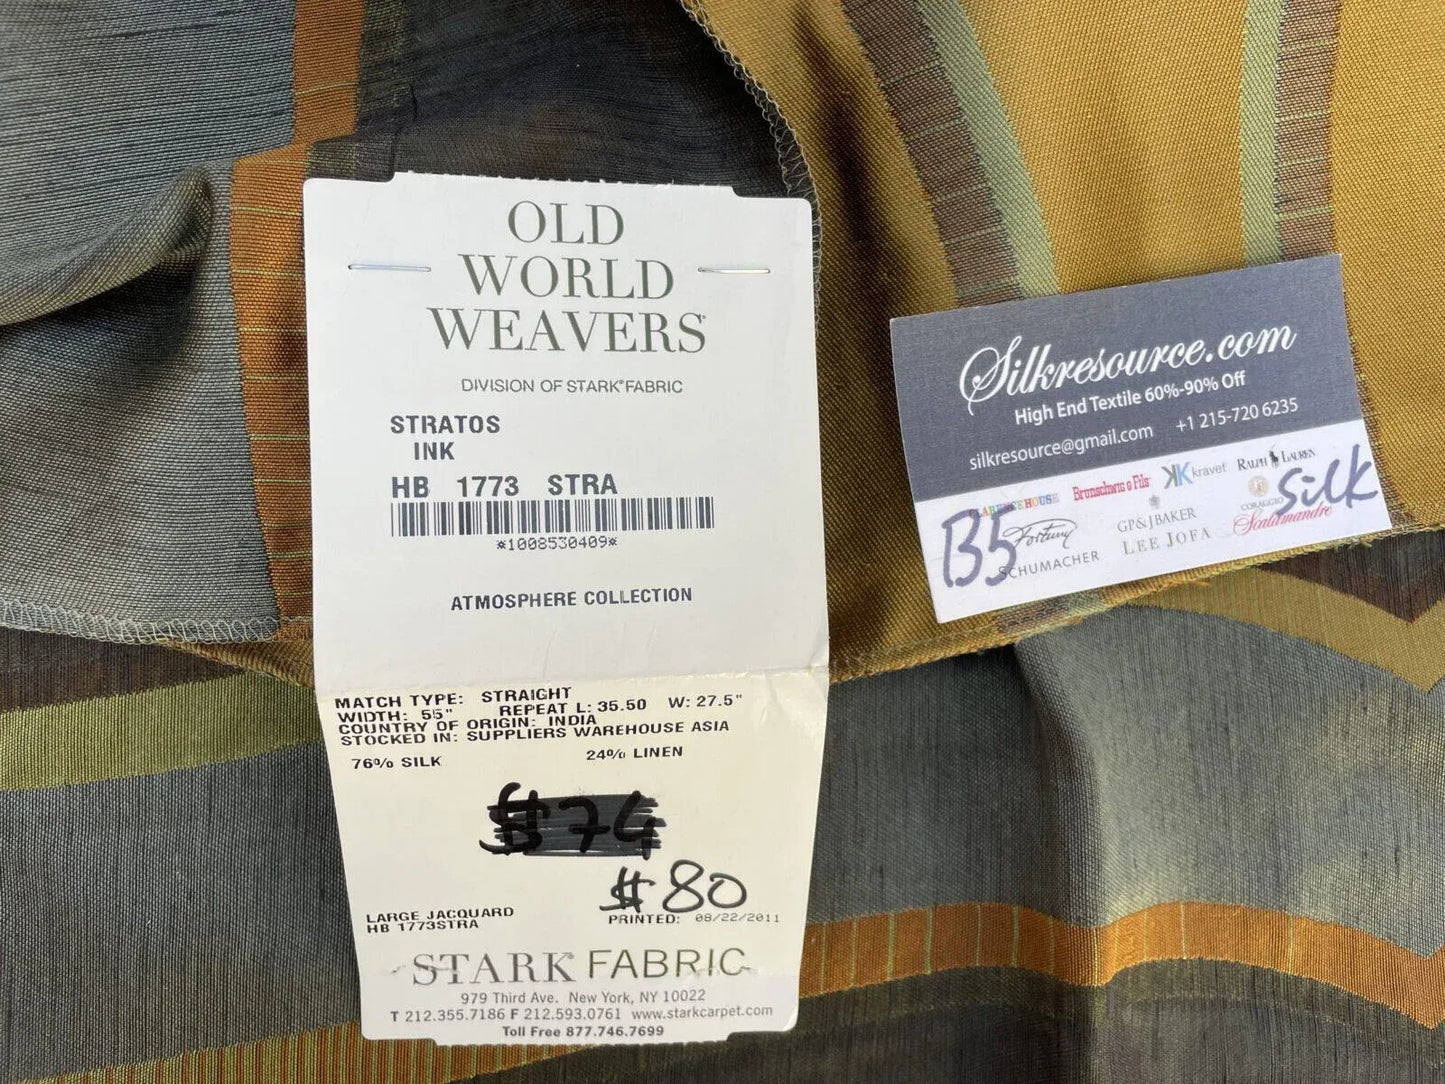 OLD
WORLD
WEAVERS®
DIVISION OF STARK® FABRIC
STRATOS
INK
HB 1773 STRA
*1008530409*
ATMOSPHERE COLLECTION
MATCH TYPE: STRAIGHT
WIDTH: 55" REPEAT L: 35.50 W: 27.5"
COUNTRY OF ORIGIN: INDIA
STOCKED IN: SUPPLIERS WAREHOUSE ASIA
76% SILK 24% LINEN
$74
$80
LARGE JACQUARD
HB 1773STRA PRINTED: 08/22/2011
STARK® FABRIC
979 Third Ave. New York, NY 10022
T 212.355.7186 F 212.593.0761 www.starkcarpet.com
Toll Free 877.746.7699
Silkresource.com
High End Textile 60%-90% Off
silkresource@gmail.com +1 215-720 6235
CLARENCE HOUSE Brunschwig & Fils KK kravet RALPH LAUREN
B5 Fortuny GP & J BAKER CORAGGIO silk
SCHUMACHER LEE JOFA Scalamandre